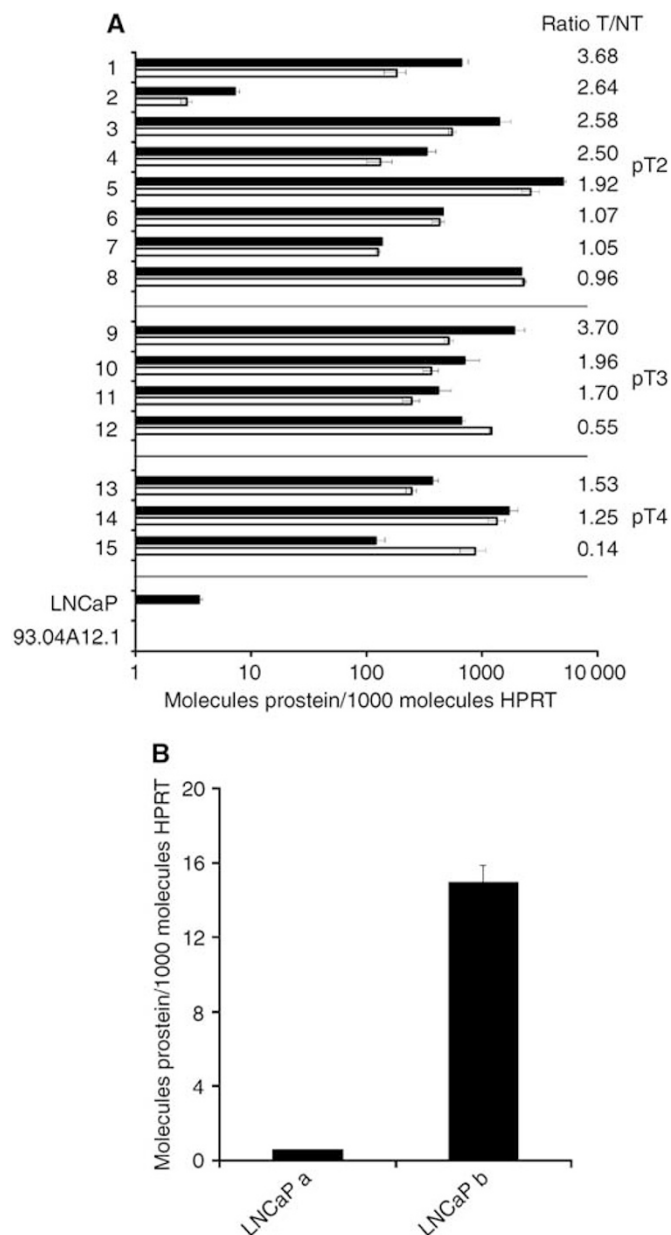 A
Ratio T/NT
1 3.68
2 2.64
3 2.58
4 2.50
pT2
5 1.92
6 1.07
7 1.05
8 0.96
9 3.70
10 1.96
pT3
11 1.70
12 0.55
13 1.53
14 1.25 pT4
15 0.14
LNCaP
93.04A12.1
1 10 100 1000 10 000
Molecules prostein/1000 molecules HPRT
B
Molecules prostein/1000 molecules HPRT
20
16
12
8
4
0
LNCaP a
LNCaP b